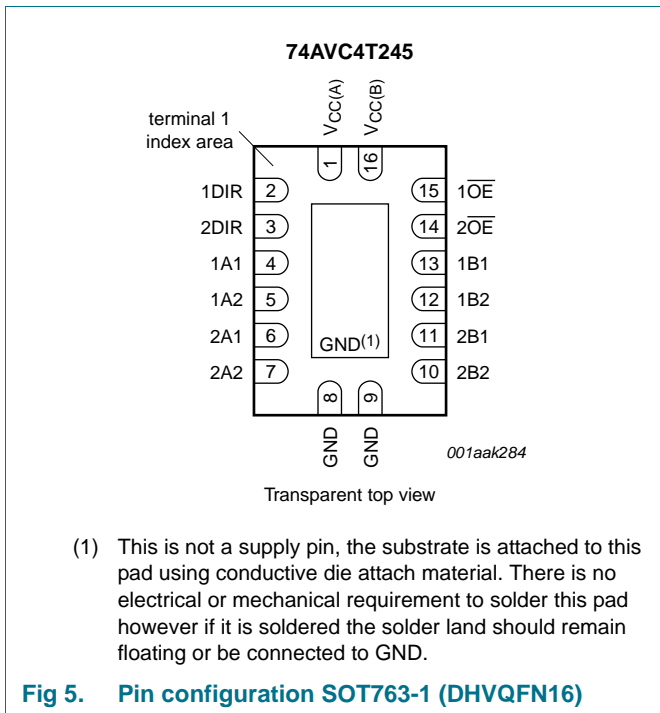 74AVC4T245
terminal 1
index area
VCC(A)
VCC(B)
1
16
1DIR 2
15 1OE
2DIR 3
14 2OE
1A1 4
13 1B1
1A2 5
12 1B2
2A1 6
11 2B1
GND(1)
2A2 7
10 2B2
8
9
GND
GND
001aak284
Transparent top view
(1) This is not a supply pin, the substrate is attached to this
pad using conductive die attach material. There is no
electrical or mechanical requirement to solder this pad
however if it is soldered the solder land should remain
floating or be connected to GND.
Fig 5. Pin configuration SOT763-1 (DHVQFN16)